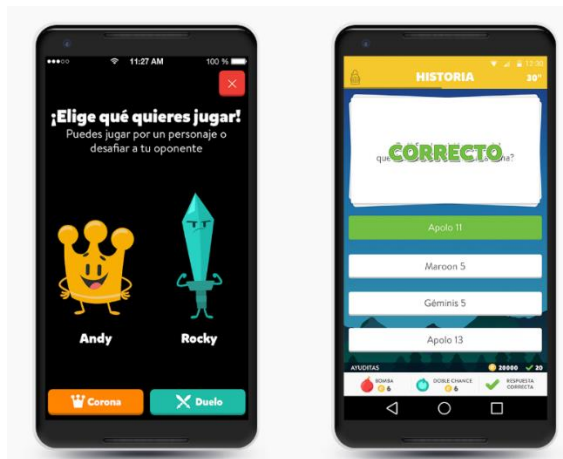 11:27 AM
100 %
¡Elige qué quieres jugar!
Puedes jugar por un personaje o
desafiar a tu oponente
Andy
Rocky
Corona
Duelo
12:30
HISTORIA
30"
CORRECTO
que
na?
Apolo 11
Maroon 5
Géminis 5
Apolo 13
AYUDITAS
20000
20
BOMBA
6
DOBLE CHANCE
6
RESPUESTA
CORRECTA